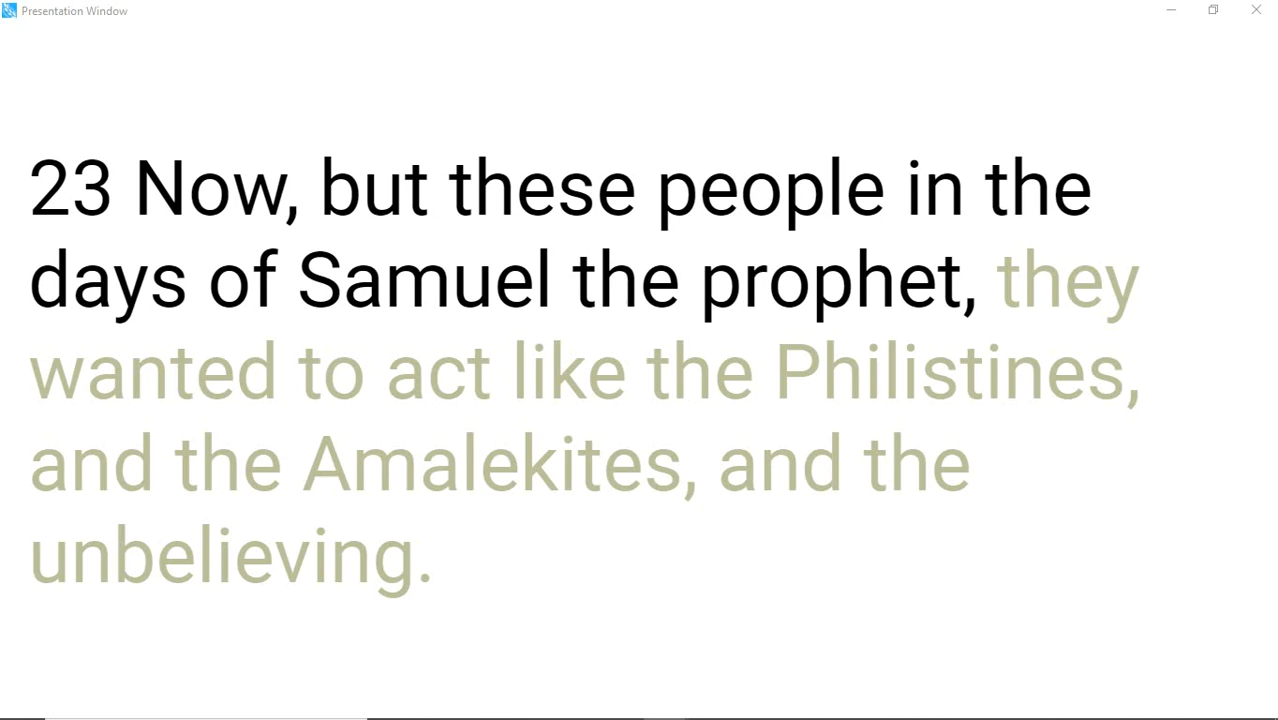 Presentation Window
23 Now, but these people in the
days of Samuel the prophet, they
wanted to act like the Philistines,
and the Amalekites, and the
unbelieving.